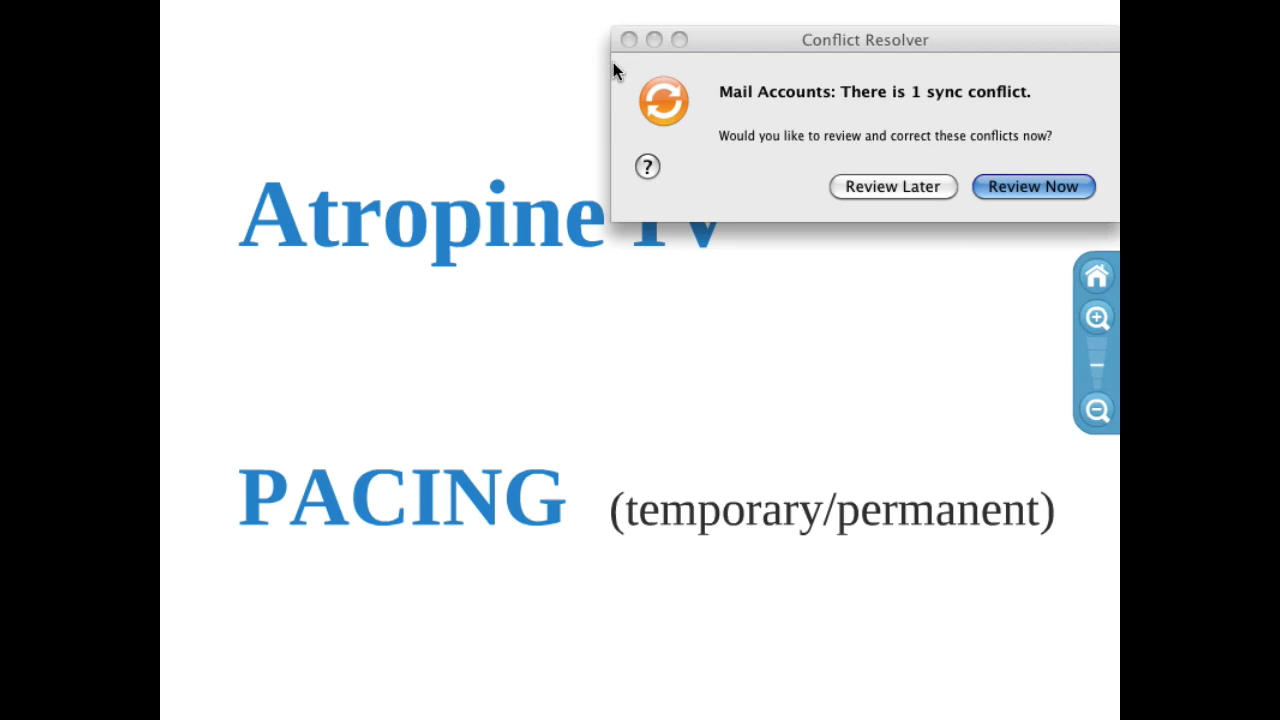 Conflict Resolver
Mail Accounts: There is 1 sync conflict.
Would you like to review and correct these conflicts now?
?
Review Later Review Now
Atropine IV
PACING (temporary/permanent)